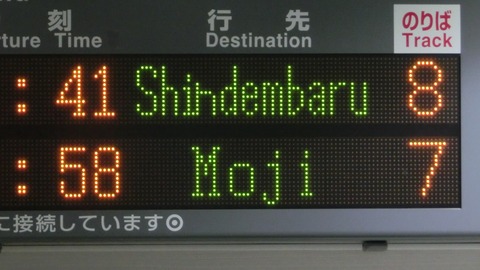 刻 行先 のりば
rture Time Destination Track
:41 Shindembaru 8
:58 Moji 7
に接続しています◎